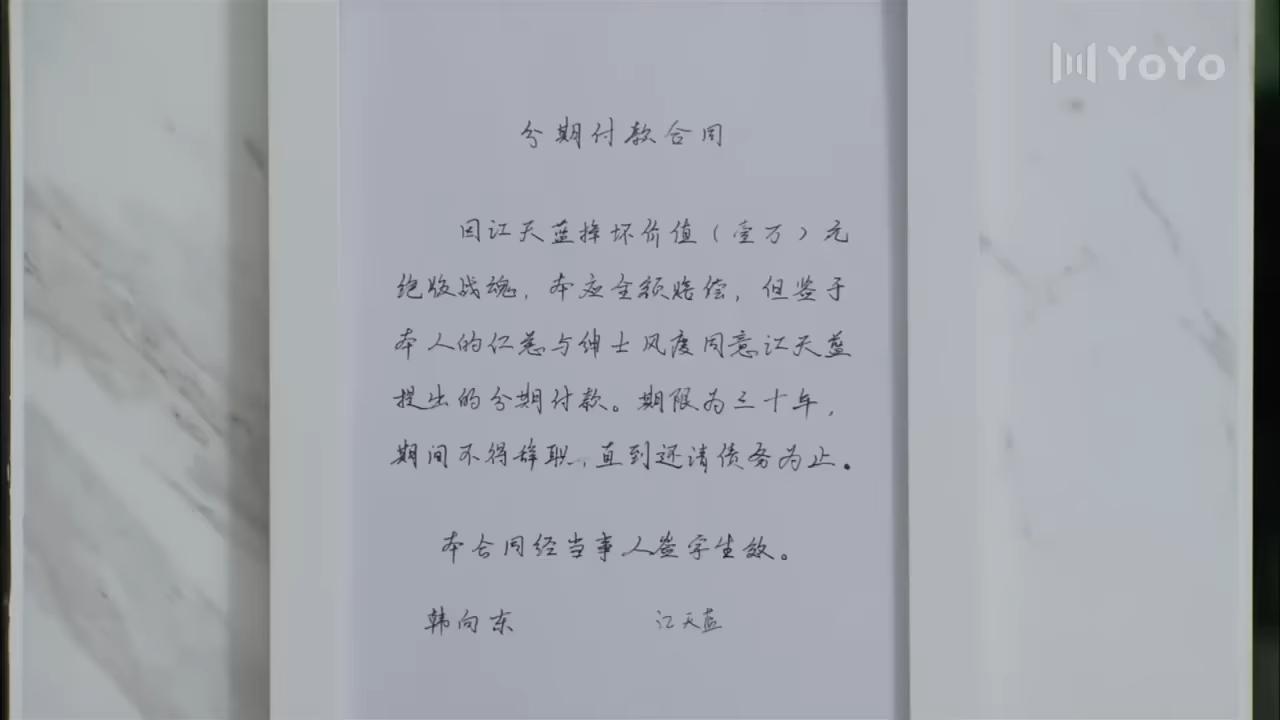 YoYo
分期付款合同
因江天蓝摔坏价值（壹万）元
绝版战魂，本应全额赔偿，但鉴于
本人的仁慈与绅士风度同意江天蓝
提出的分期付款。期限为三十年，
期间不得辞职，直到还清债务为止。
本合同经当事人签字生效。
韩向东 江天蓝